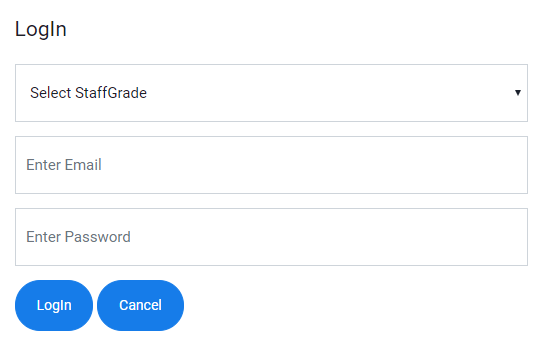 LogIn
Select StaffGrade
Enter Email
Enter Password
LogIn Cancel